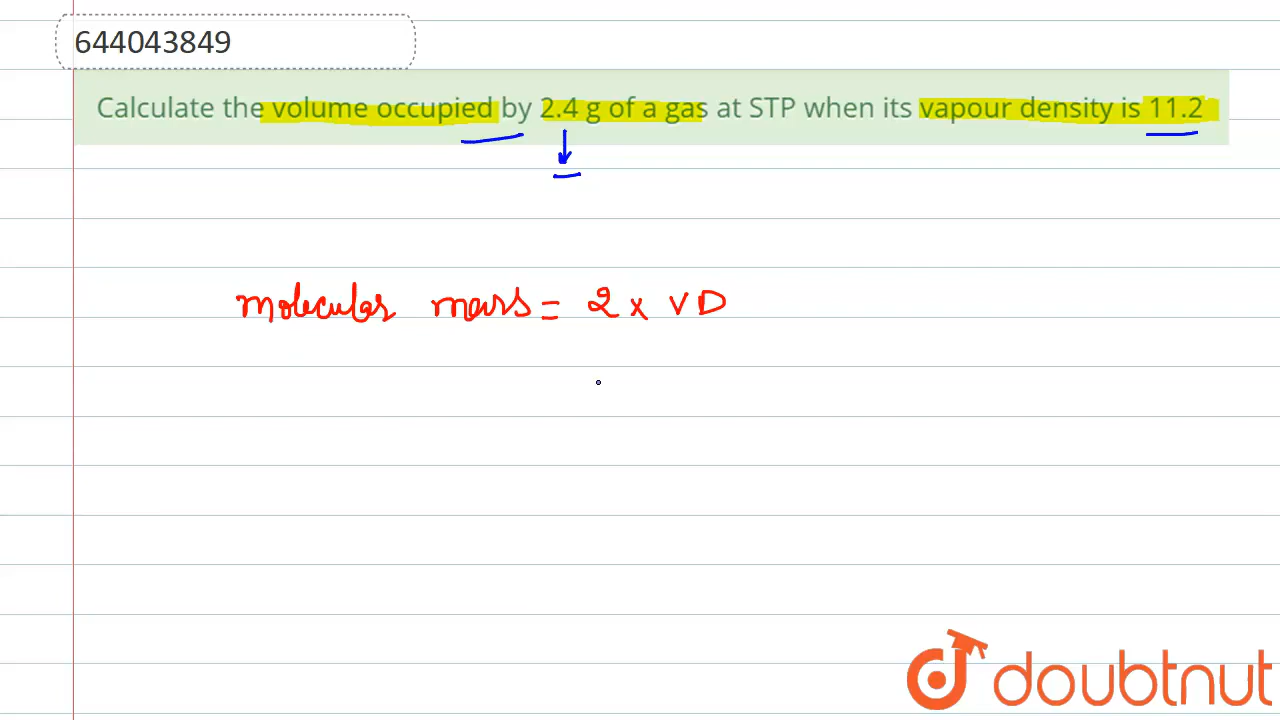 644043849
Calculate the volume occupied by 2.4 g of a gas at STP when its vapour density is 11.2
molecular mass = 2 x VD
doubtnut